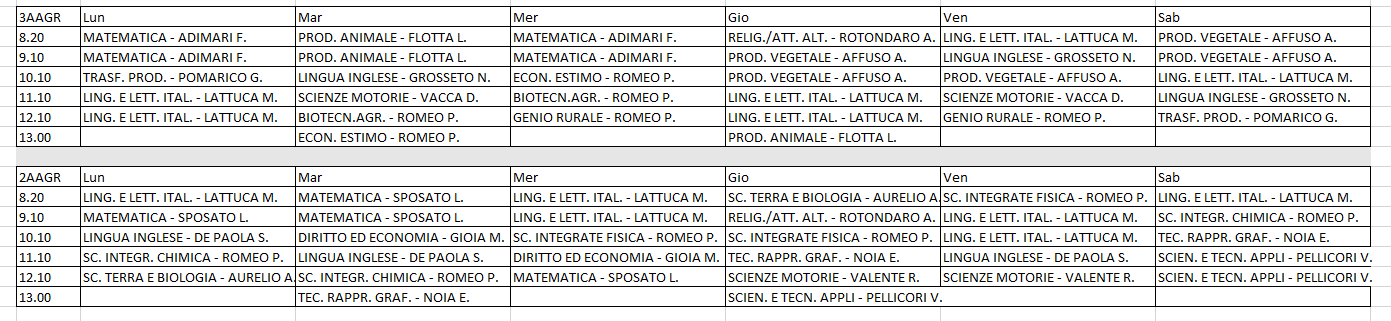 3AAGR Lun Mar Mer Gio Ven Sab
8.20 MATEMATICA - ADIMARI F. PROD. ANIMALE - FLOTTA L. MATEMATICA - ADIMARI F. RELIG./ATT. ALT. - ROTONDARO A. LING. E LETT. ITAL. - LATTUCA M. PROD. VEGETALE - AFFUSO A.
9.10 MATEMATICA - ADIMARI F. PROD. ANIMALE - FLOTTA L. MATEMATICA - ADIMARI F. PROD. VEGETALE - AFFUSO A. LINGUA INGLESE - GROSSETO N. PROD. VEGETALE - AFFUSO A.
10.10 TRASF. PROD. - POMARICO G. LINGUA INGLESE - GROSSETO N. ECON. ESTIMO - ROMEO P. PROD. VEGETALE - AFFUSO A. PROD. VEGETALE - AFFUSO A. LING. E LETT. ITAL. - LATTUCA M.
11.10 LING. E LETT. ITAL. - LATTUCA M. SCIENZE MOTORIE - VACCA D. BIOTECN.AGR. - ROMEO P. LING. E LETT. ITAL. - LATTUCA M. SCIENZE MOTORIE - VACCA D. LINGUA INGLESE - GROSSETO N.
12.10 LING. E LETT. ITAL. - LATTUCA M. BIOTECN.AGR. - ROMEO P. GENIO RURALE - ROMEO P. LING. E LETT. ITAL. - LATTUCA M. GENIO RURALE - ROMEO P. TRASF. PROD. - POMARICO G.
13.00 ECON. ESTIMO - ROMEO P. PROD. ANIMALE - FLOTTA L.
2AAGR Lun Mar Mer Gio Ven Sab
8.20 LING. E LETT. ITAL. - LATTUCA M. MATEMATICA - SPOSATO L. LING. E LETT. ITAL. - LATTUCA M. SC. TERRA E BIOLOGIA - AURELIO A. SC. INTEGRATE FISICA - ROMEO P. LING. E LETT. ITAL. - LATTUCA M.
9.10 MATEMATICA - SPOSATO L. MATEMATICA - SPOSATO L. LING. E LETT. ITAL. - LATTUCA M. RELIG./ATT. ALT. - ROTONDARO A. LING. E LETT. ITAL. - LATTUCA M. SC. INTEGR. CHIMICA - ROMEO P.
10.10 LINGUA INGLESE - DE PAOLA S. DIRITTO ED ECONOMIA - GIOIA M. SC. INTEGRATE FISICA - ROMEO P. SC. INTEGRATE FISICA - ROMEO P. LING. E LETT. ITAL. - LATTUCA M. TEC. RAPPR. GRAF. - NOIA E.
11.10 SC. INTEGR. CHIMICA - ROMEO P. LINGUA INGLESE - DE PAOLA S. DIRITTO ED ECONOMIA - GIOIA M. TEC. RAPPR. GRAF. - NOIA E. LINGUA INGLESE - DE PAOLA S. SCIEN. E TECN. APPLI - PELLICORI V.
12.10 SC. TERRA E BIOLOGIA - AURELIO A. SC. INTEGR. CHIMICA - ROMEO P. MATEMATICA - SPOSATO L. SCIENZE MOTORIE - VALENTE R. SCIENZE MOTORIE - VALENTE R. SCIEN. E TECN. APPLI - PELLICORI V.
13.00 TEC. RAPPR. GRAF. - NOIA E. SCIEN. E TECN. APPLI - PELLICORI V.